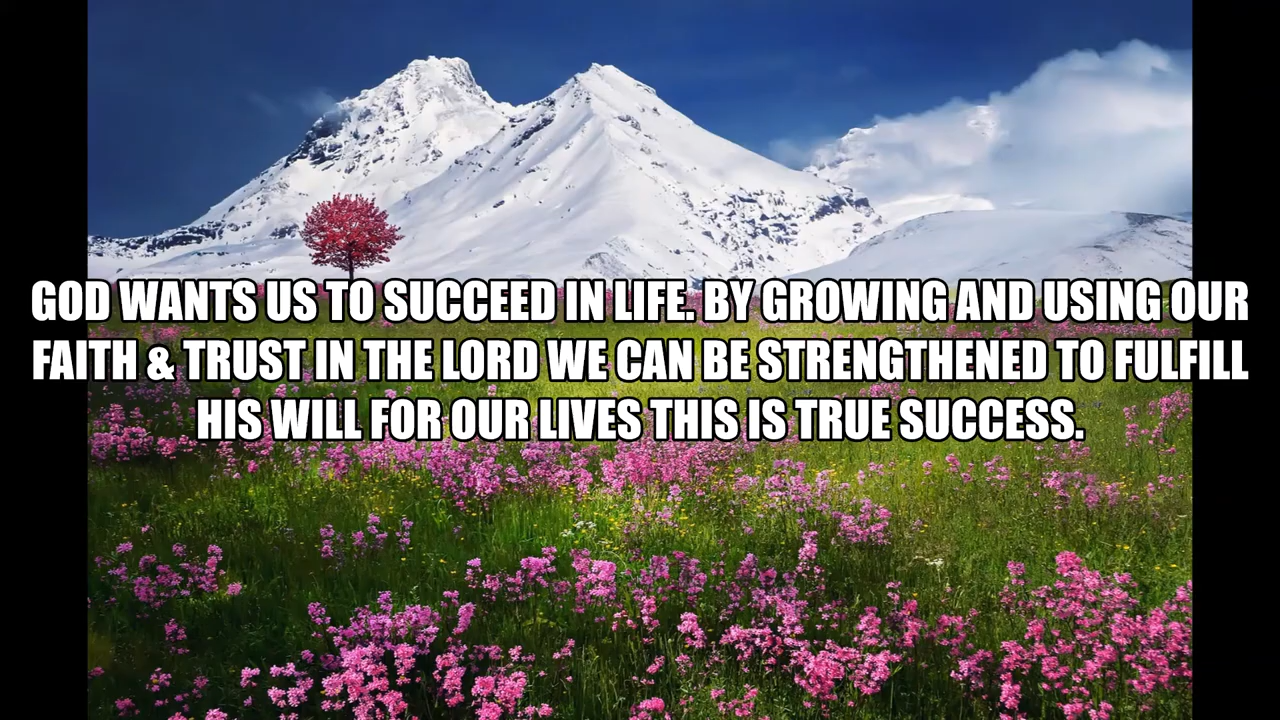 GOD WANTS US TO SUCCEED IN LIFE. BY GROWING AND USING OUR
FAITH & TRUST IN THE LORD WE CAN BE STRENGTHENED TO FULFILL
HIS WILL FOR OUR LIVES THIS IS TRUE SUCCESS.